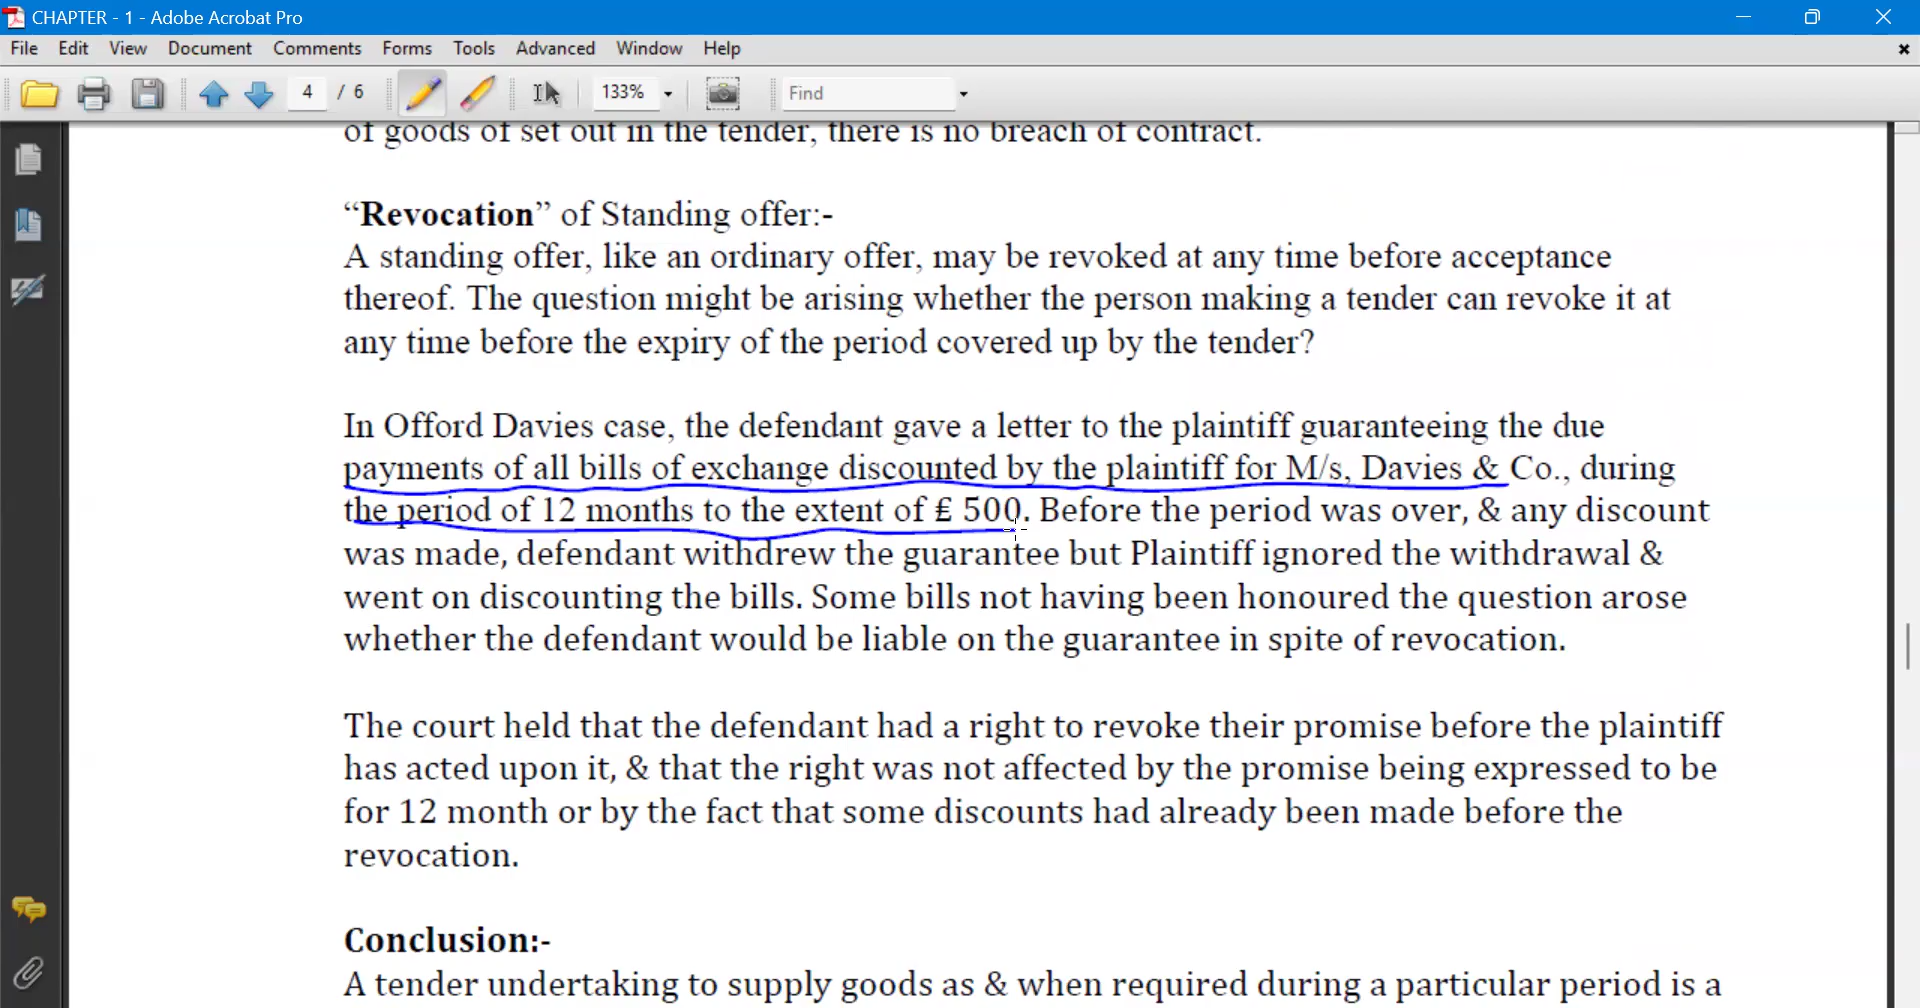 CHAPTER - 1 - Adobe Acrobat Pro
File Edit View Document Comments Forms Tools Advanced Window Help
4 / 6 133% Find
of goods of set out in the tender, there is no breach of contract.
“Revocation” of Standing offer:-
A standing offer, like an ordinary offer, may be revoked at any time before acceptance
thereof. The question might be arising whether the person making a tender can revoke it at
any time before the expiry of the period covered up by the tender?
In Offord Davies case, the defendant gave a letter to the plaintiff guaranteeing the due
payments of all bills of exchange discounted by the plaintiff for M/s, Davies & Co., during
the period of 12 months to the extent of ₤ 500. Before the period was over, & any discount
was made, defendant withdrew the guarantee but Plaintiff ignored the withdrawal &
went on discounting the bills. Some bills not having been honoured the question arose
whether the defendant would be liable on the guarantee in spite of revocation.
The court held that the defendant had a right to revoke their promise before the plaintiff
has acted upon it, & that the right was not affected by the promise being expressed to be
for 12 month or by the fact that some discounts had already been made before the
revocation.
Conclusion:-
A tender undertaking to supply goods as & when required during a particular period is a